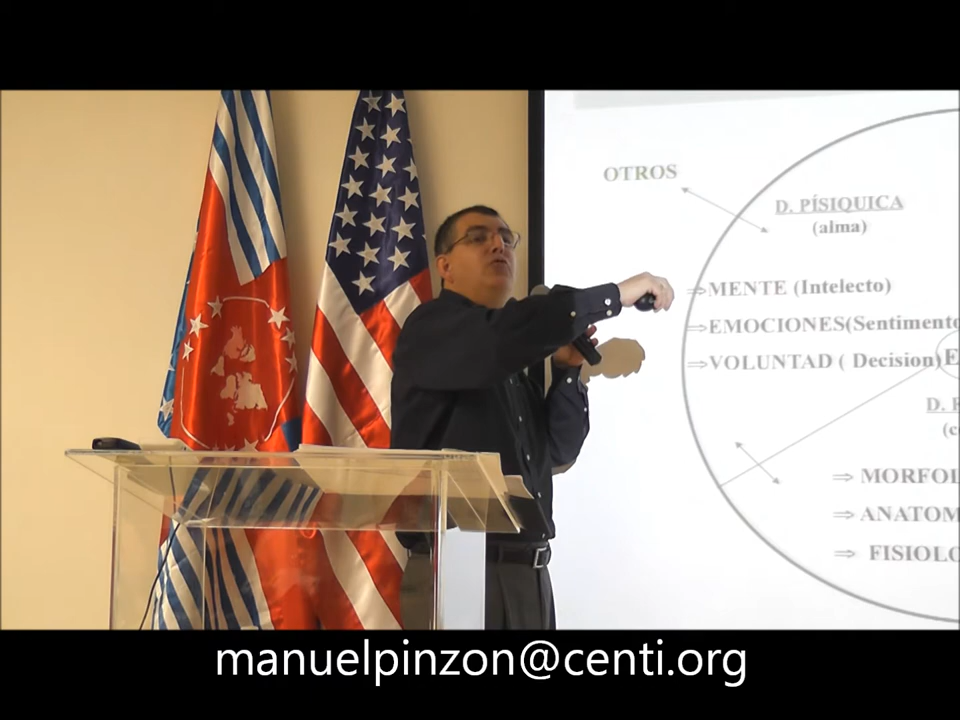 OTROS
D. PÍSIQUICA
(alma)
⇒MENTE (Intelecto)
⇒EMOCIONES(Sentimento
⇒VOLUNTAD ( Decision)
E
D.
(c
⇒ MORFOL
⇒ ANATOM
⇒ FISIOLO
manuelpinzon@centi.org